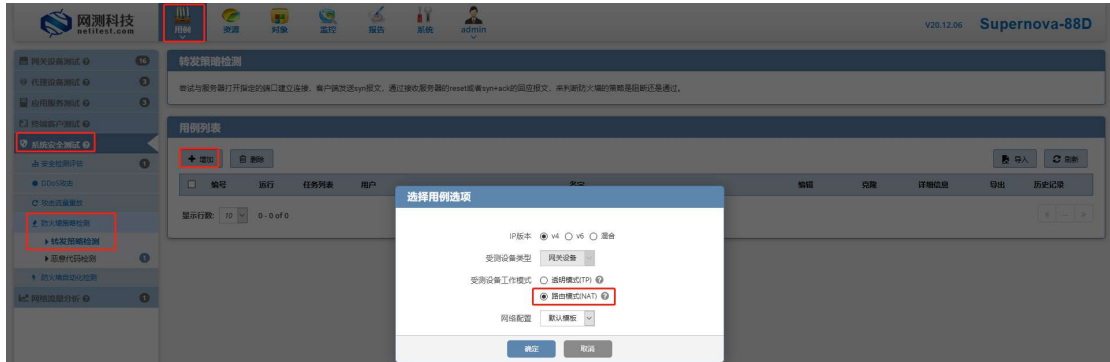 网测科技
netitest.com
用例
资源
对象
监控
报告
系统
admin
V20.12.06
Supernova-88D
网关设备测试
16
代理设备测试
3
应用服务测试
3
终端客户测试
系统安全测试
安全检测评估
1
DDoS攻击
攻击流量重放
防火墙策略检测
转发策略检测
恶意代码检测
1
防火墙自动化检测
网络流量分析
1
转发策略检测
尝试与服务器打开指定的端口建立连接，客户端发送syn报文，通过接收服务器的reset或者syn+ack的回应报文，来判断防火墙的策略是阻断还是通过。
用例列表
增加
删除
导入
刷新
编号
运行
任务列表
用户
名字
编辑
克隆
详细信息
导出
历史记录
显示行数: 10 0 - 0 of 0
选择用例选项
IP版本 v4 v6 混合
受测设备类型 网关设备
受测设备工作模式 透明模式(TP)
路由模式(NAT)
网络配置 默认模板
确定
取消